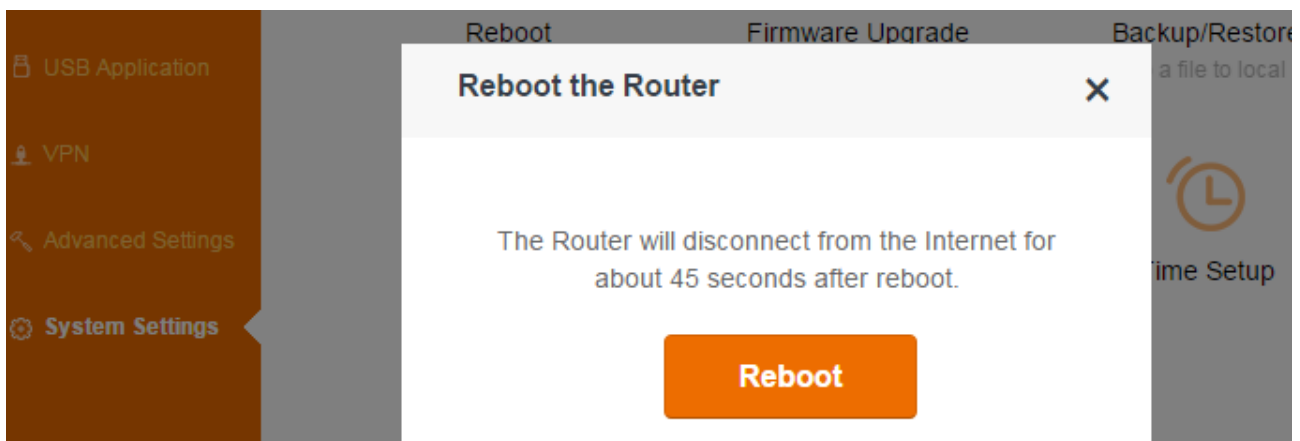 Reboot
Firmware Upgrade
Backup/Restore
USB Application
Reboot the Router
a file to local
VPN
Advanced Settings
The Router will disconnect from the Internet for
about 45 seconds after reboot.
ime Setup
System Settings
Reboot